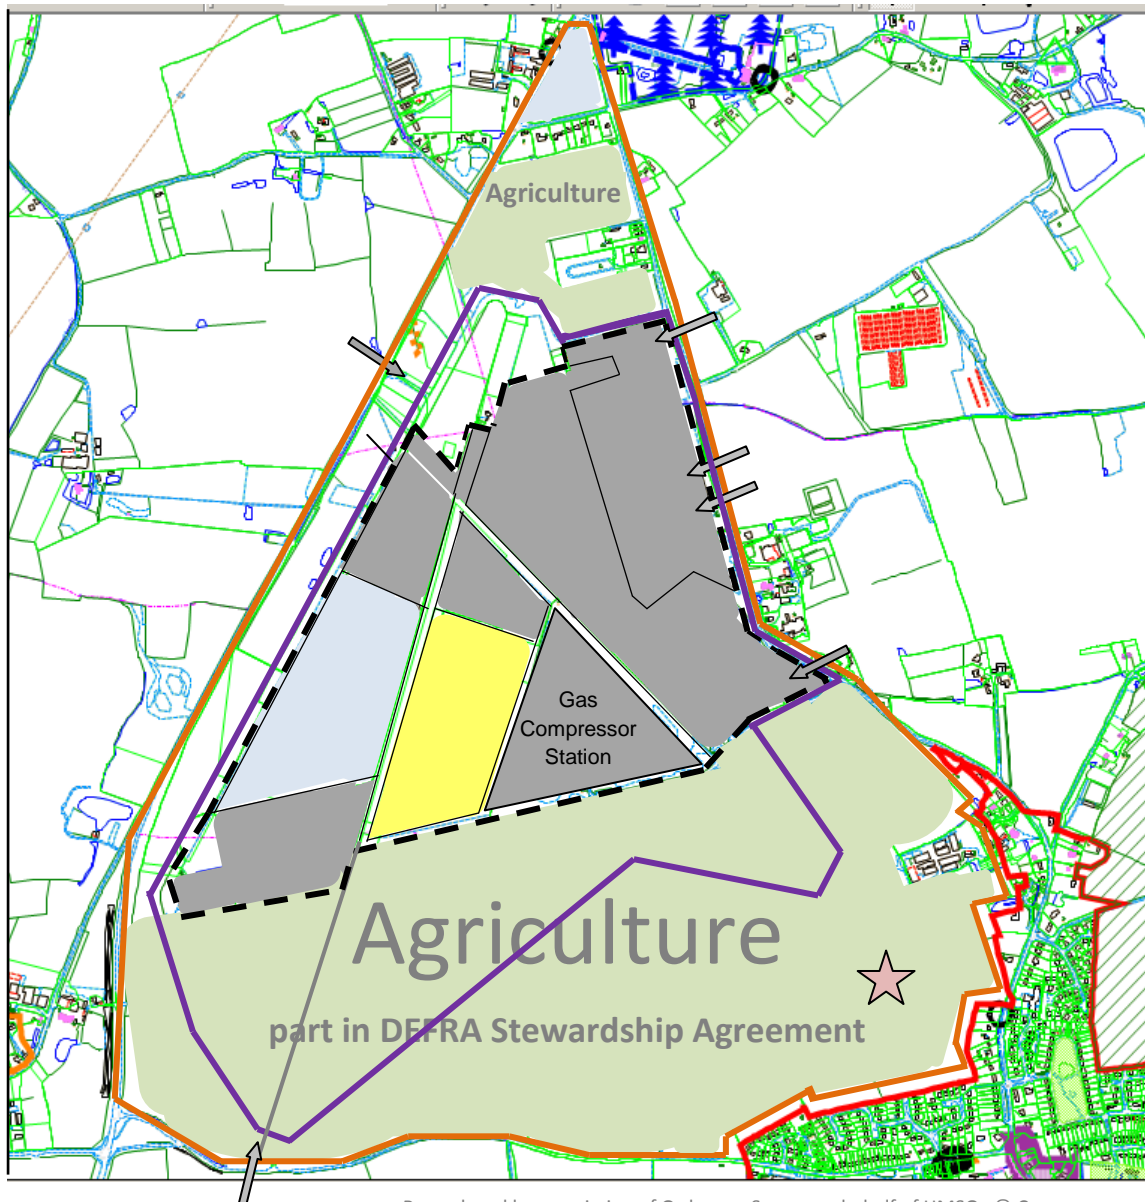 Agriculture
Gas
Compressor
Station
Agriculture
part in DEFRA Stewardship Agreement